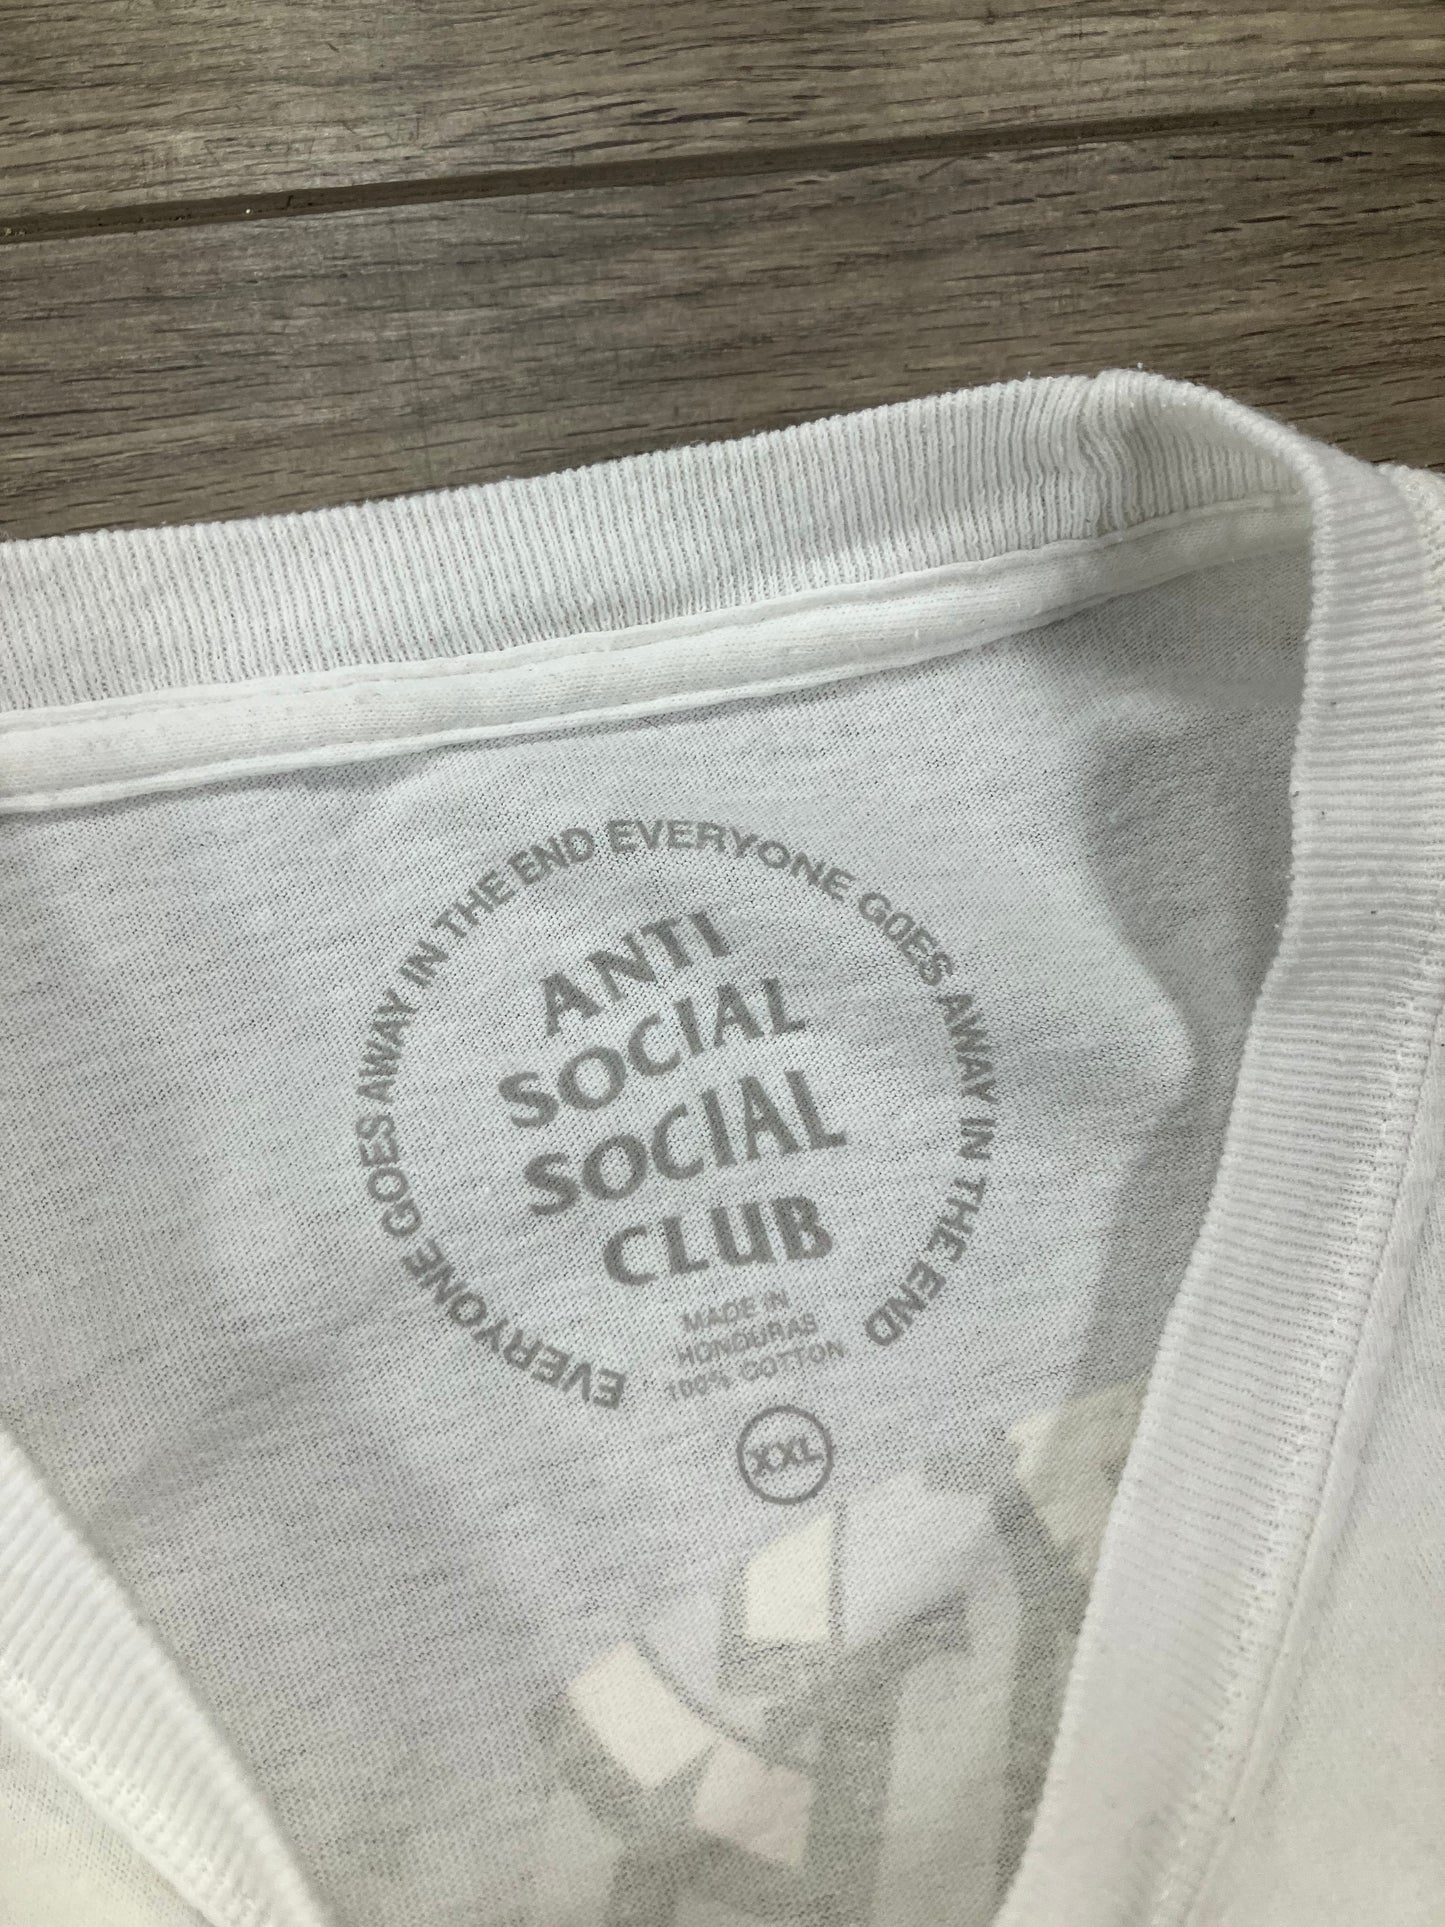 EVERYONE GOES AWAY IN THE END EVERYONE GOES AWAY IN THE END
ANTI
SOCIAL
SOCIAL
CLUB
MADE IN
HONDURAS
100% COTTON
XXL